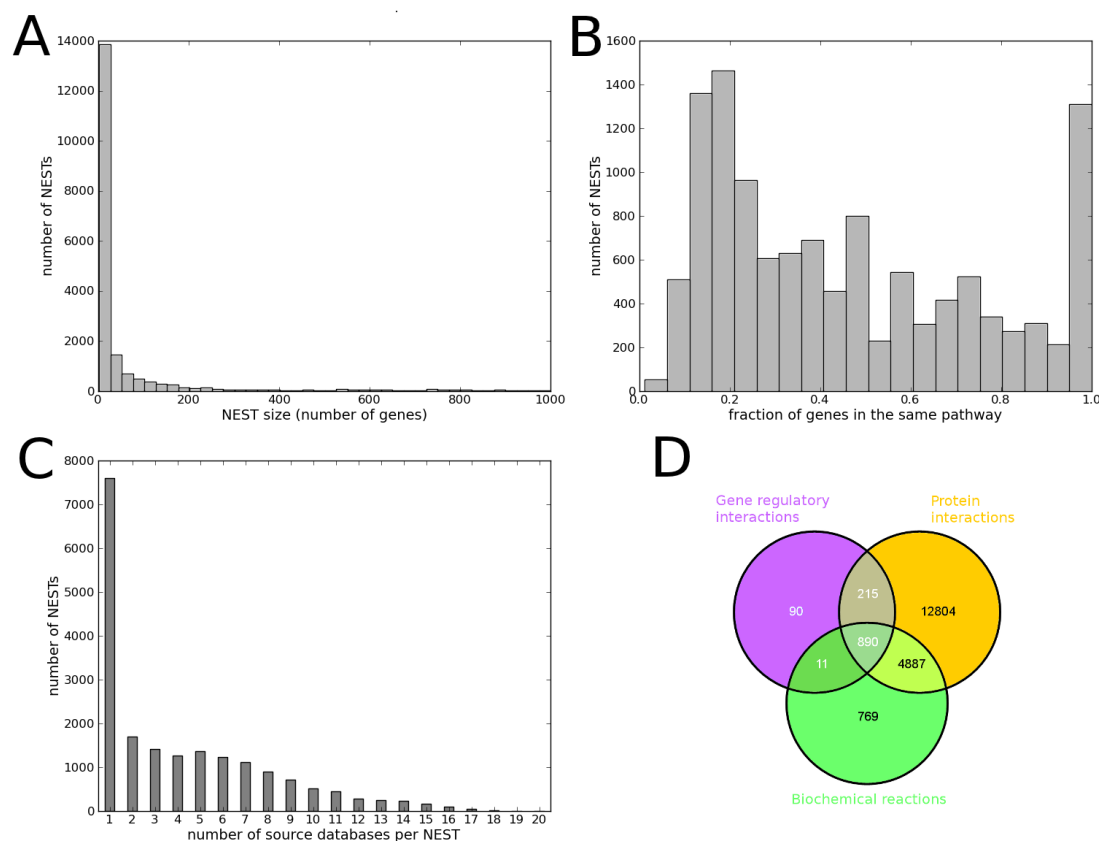 A
14000
12000
10000
8000
6000
4000
2000
0
number of NESTs
0 200 400 600 800 1000
NEST size (number of genes)
B
1600
1400
1200
1000
800
600
400
200
0
number of NESTs
0.0 0.2 0.4 0.6 0.8 1.0
fraction of genes in the same pathway
C
8000
7000
6000
5000
4000
3000
2000
1000
0
number of NESTs
1 2 3 4 5 6 7 8 9 10 11 12 13 14 15 16 17 18 19 20
number of source databases per NEST
D
Gene regulatory
interactions
Protein
interactions
215
90
12804
890
11
4887
769
Biochemical reactions